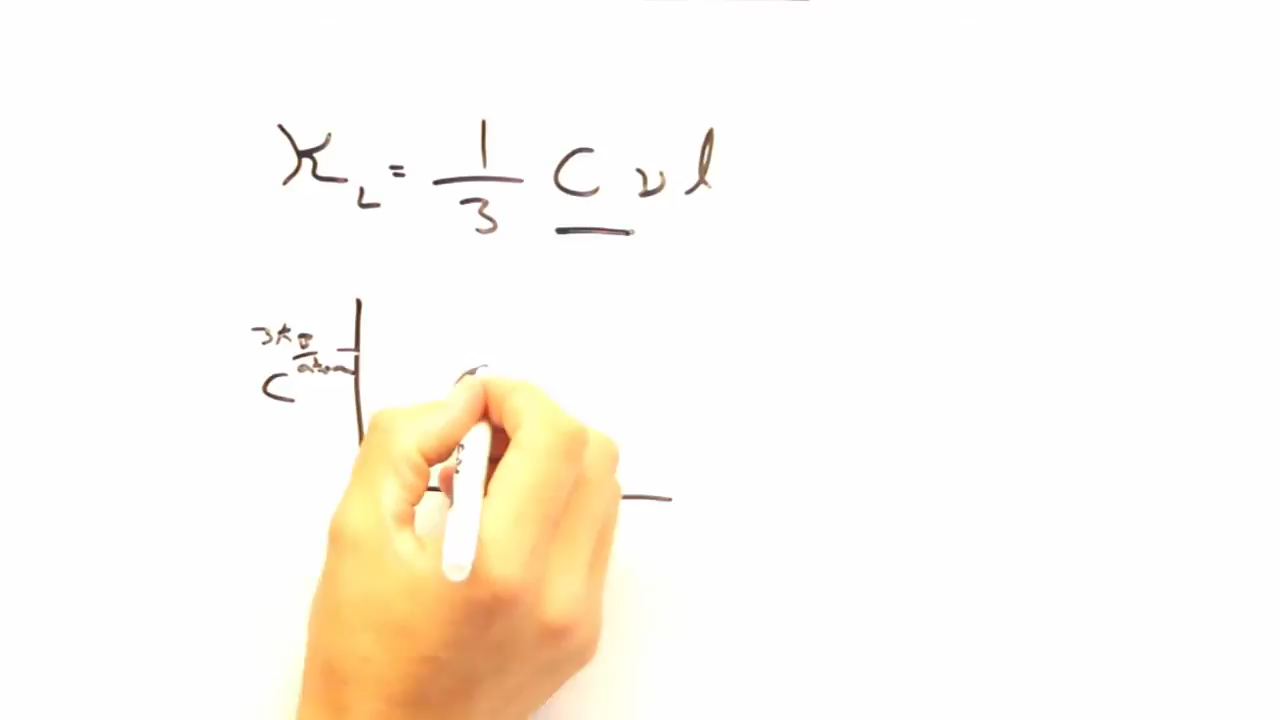 K_L = 1/3 C ν l
3k_B/atom
C